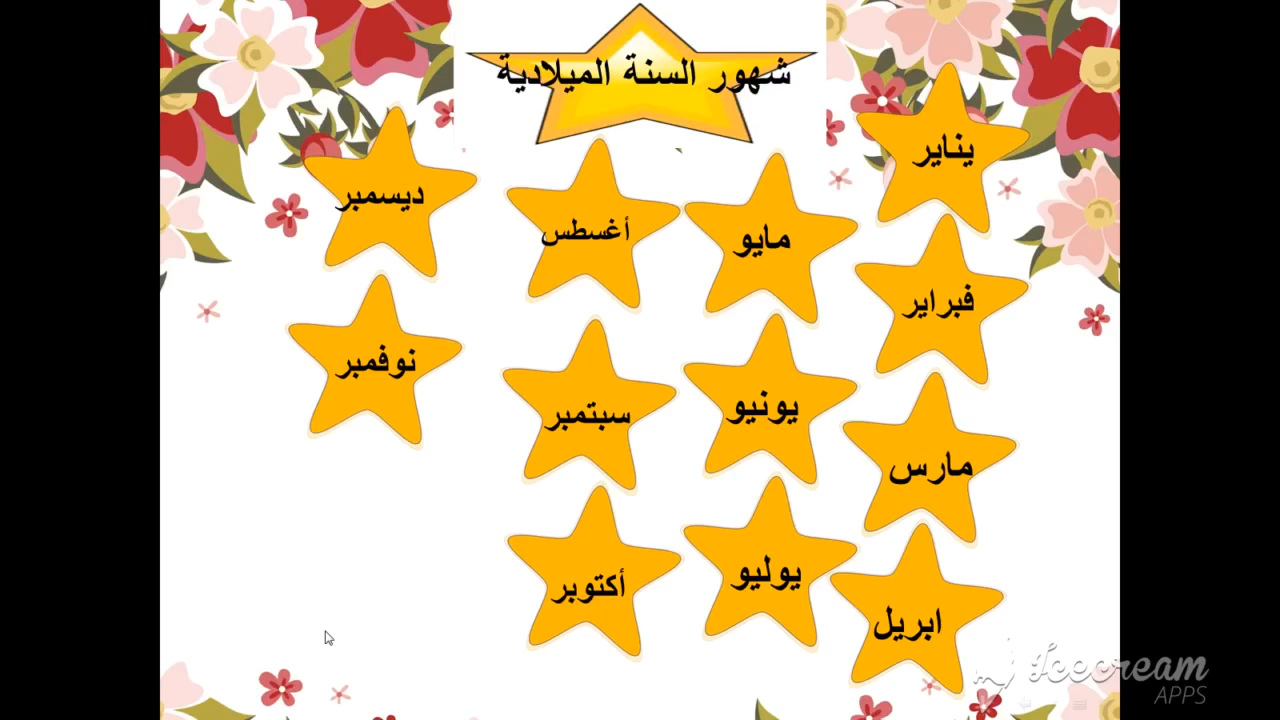 شهور السنة الميلادية
يناير
فبراير
مارس
ابريل
مايو
يونيو
يوليو
أغسطس
سبتمبر
أكتوبر
نوفمبر
ديسمبر
Icecream
APPS